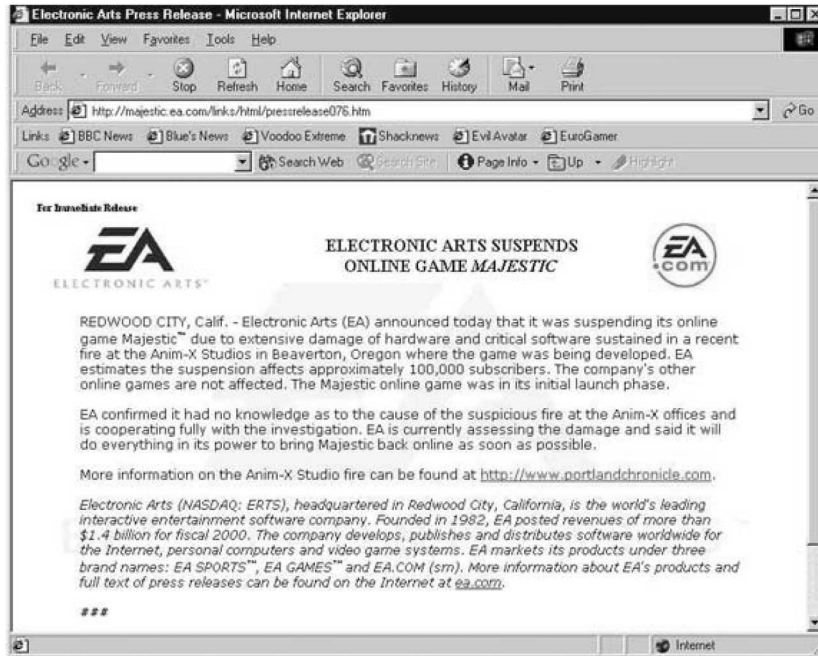 Electronic Arts Press Release - Microsoft Internet Explorer
File Edit View Favorites Tools Help
Back Forward Stop Refresh Home Search Favorites History Mail Print
Address http://majestic.ea.com/links/html/pressrelease076.htm Go
Links BBC News Blue's News Voodoo Extreme Shacknews Evil Avatar EuroGamer
Google Search Web Search Site Page Info Up Highlight
For Immediate Release
EA
ELECTRONIC ARTS™
ELECTRONIC ARTS SUSPENDS
ONLINE GAME MAJESTIC
EA
.com
REDWOOD CITY, Calif. - Electronic Arts (EA) announced today that it was suspending its online
game Majestic™ due to extensive damage of hardware and critical software sustained in a recent
fire at the Anim-X Studios in Beaverton, Oregon where the game was being developed. EA
estimates the suspension affects approximately 100,000 subscribers. The company's other
online games are not affected. The Majestic online game was in its initial launch phase.
EA confirmed it had no knowledge as to the cause of the suspicious fire at the Anim-X offices and
is cooperating fully with the investigation. EA is currently assessing the damage and said it will
do everything in its power to bring Majestic back online as soon as possible.
More information on the Anim-X Studio fire can be found at http://www.portlandchronicle.com.
Electronic Arts (NASDAQ: ERTS), headquartered in Redwood City, California, is the world's leading
interactive entertainment software company. Founded in 1982, EA posted revenues of more than
$1.4 billion for fiscal 2000. The company develops, publishes and distributes software worldwide for
the Internet, personal computers and video game systems. EA markets its products under three
brand names: EA SPORTS™, EA GAMES™ and EA.COM (sm). More information about EA's products and
full text of press releases can be found on the Internet at ea.com.
###
Internet